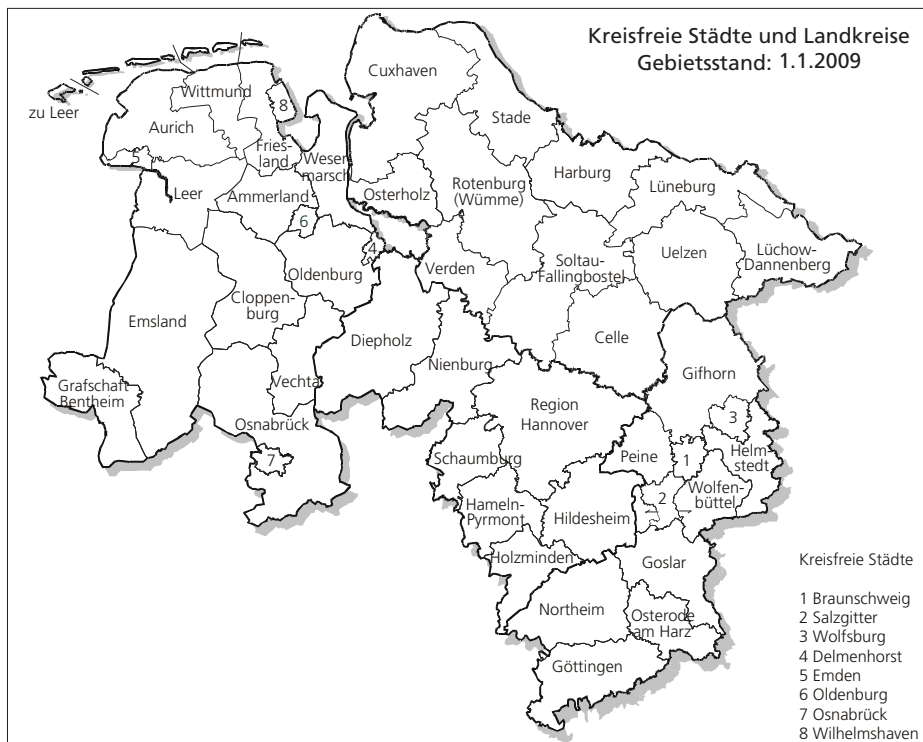 Kreisfreie Städte und Landkreise
Gebietsstand: 1.1.2009
zu Leer
Wittmund
Aurich
8
5
Fries-
land
Weser
marsch
Leer
Ammerland
6
4
Oldenburg
Cuxhaven
Stade
Osterholz
Rotenburg
(Wümme)
Harburg
Lüneburg
Verden
Soltau-
Fallingbostel
Uelzen
Lüchow-
Dannenberg
Emsland
Cloppen-
burg
Diepholz
Nienburg
Celle
Gifhorn
Grafschaft
Bentheim
Vechta
Osnabrück
7
Region
Hannover
3
Schaumburg
Peine
1
Helm-
stedt
Hameln-
Pyrmont
Hildesheim
2
Wolfen-
büttel
Holzminden
Goslar
Northeim
Osterode
am Harz
Göttingen
Kreisfreie Städte
1 Braunschweig
2 Salzgitter
3 Wolfsburg
4 Delmenhorst
5 Emden
6 Oldenburg
7 Osnabrück
8 Wilhelmshaven